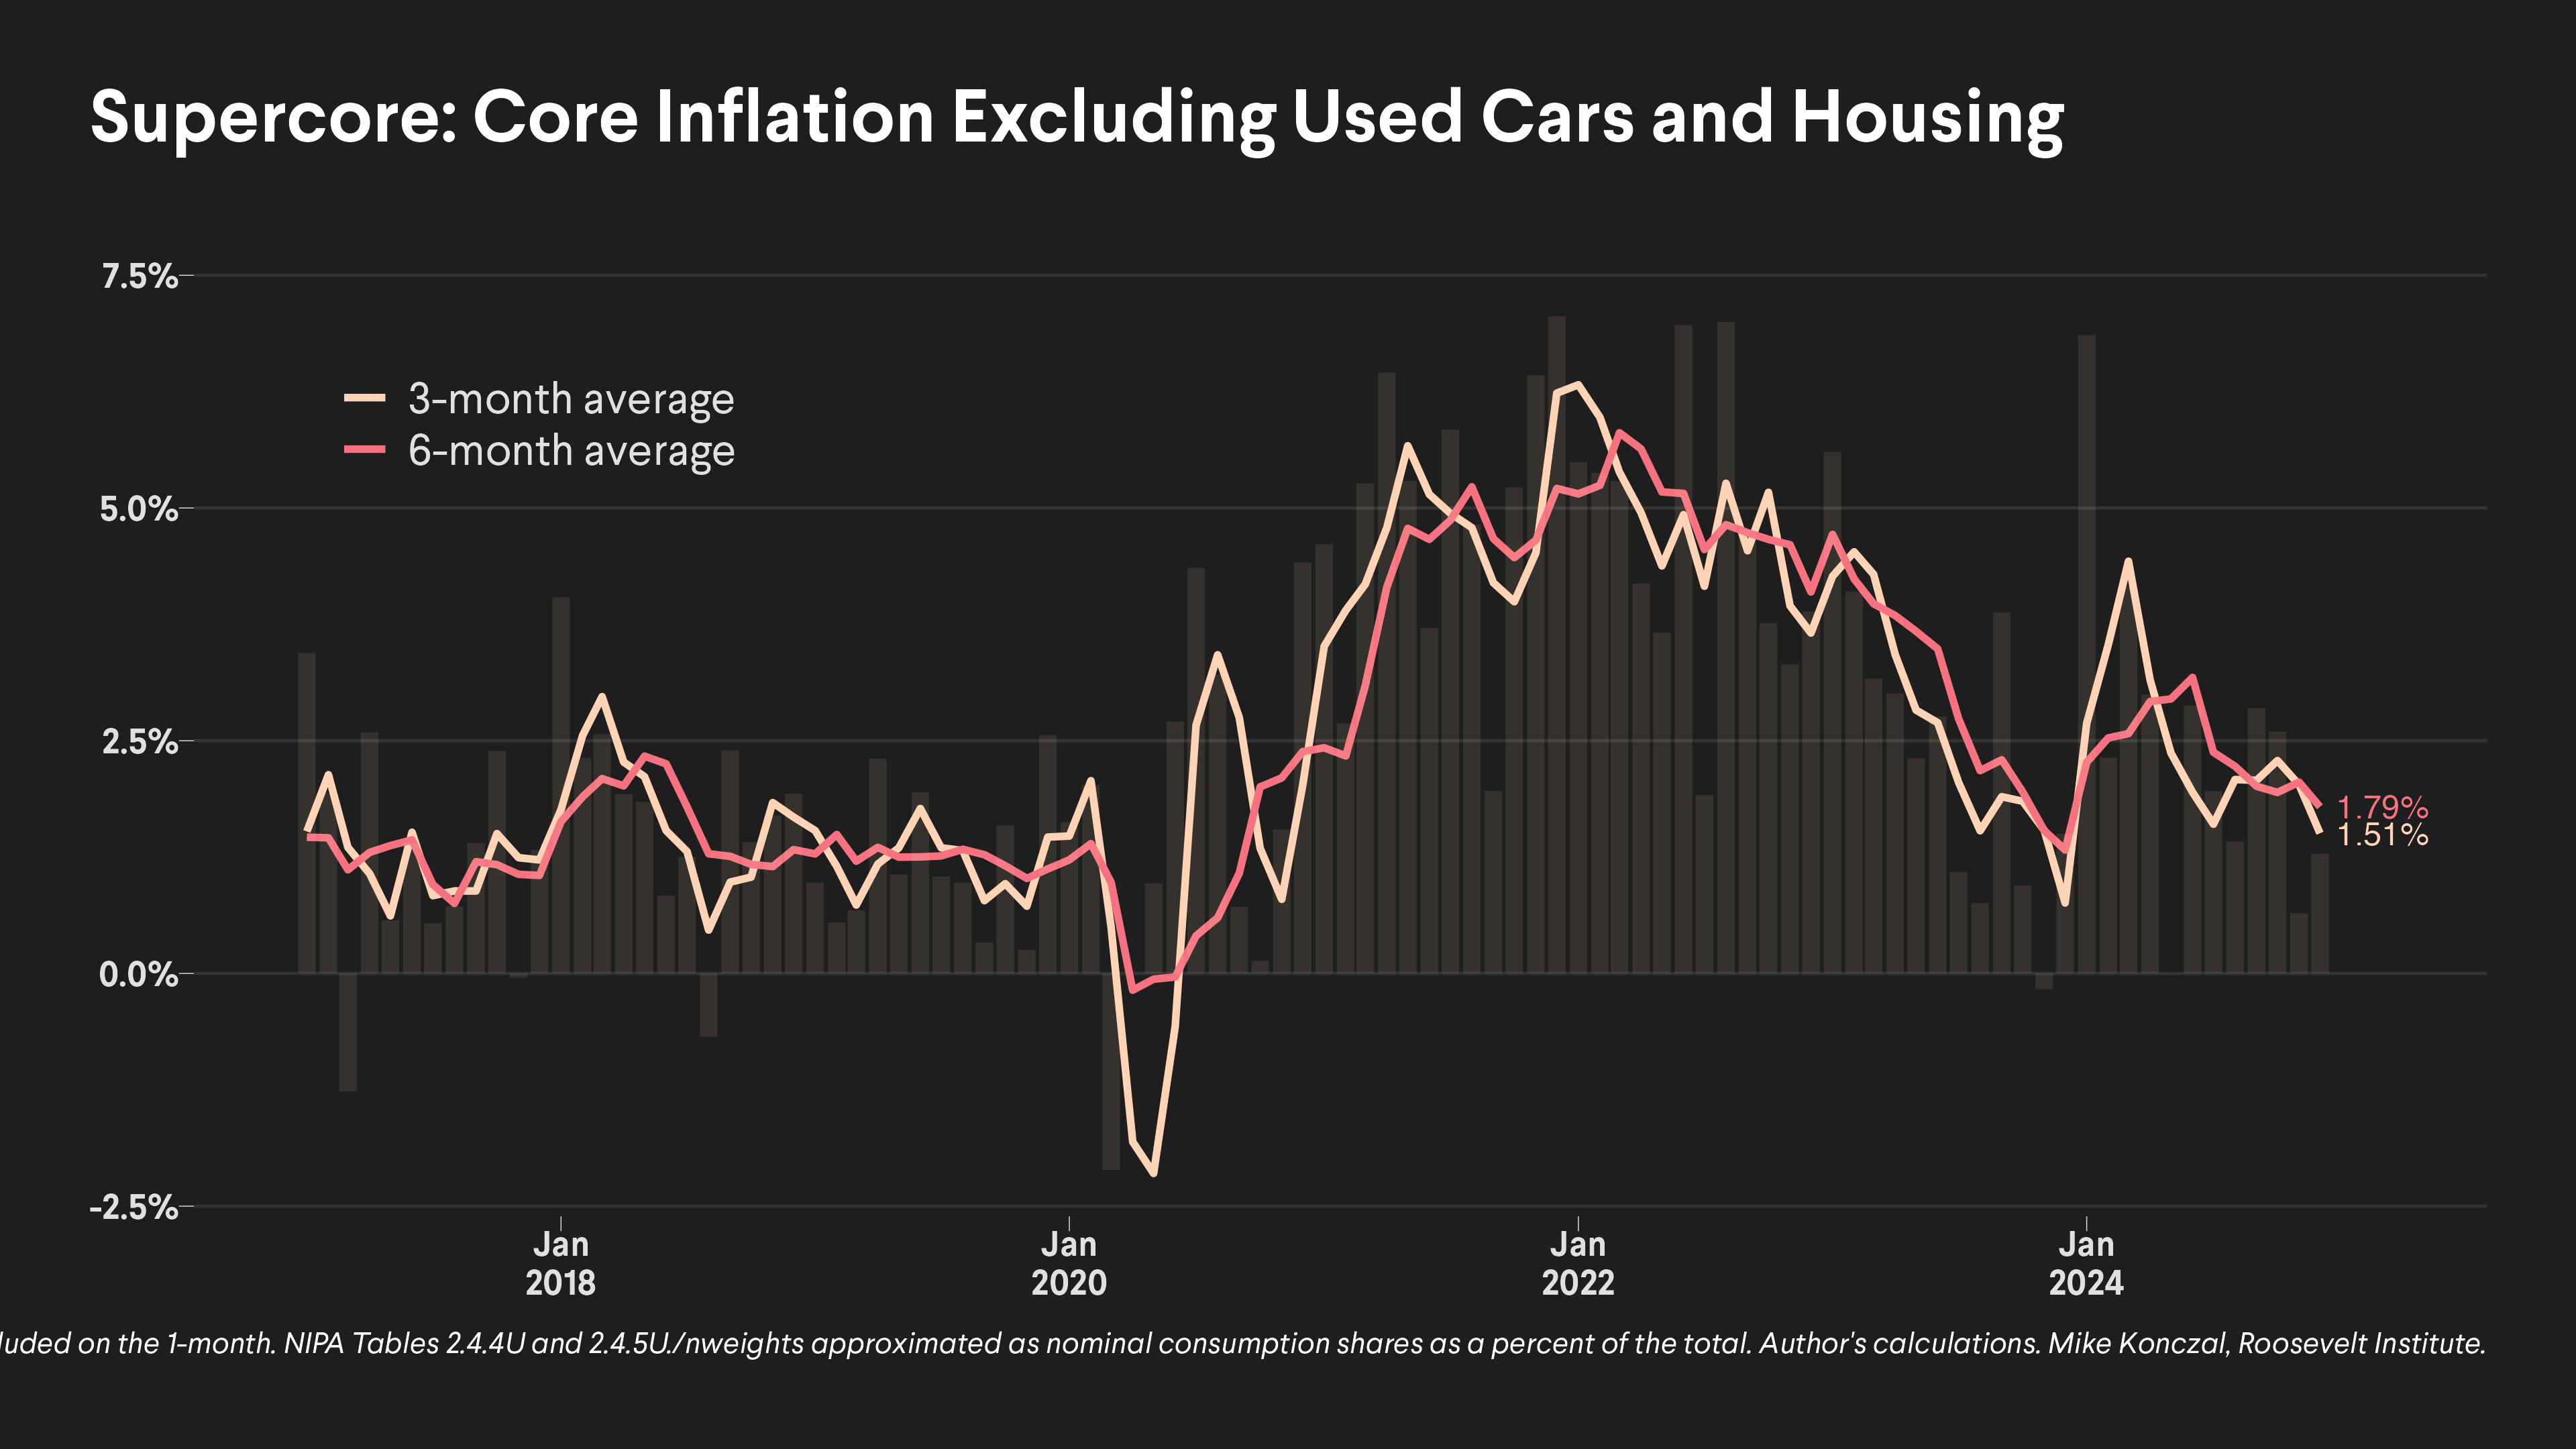 Supercore: Core Inflation Excluding Used Cars and Housing
7.5%
3-month average
6-month average
5.0%
2.5%
1.79%
1.51%
0.0%
-2.5%
Jan
2018
Jan
2020
Jan
2022
Jan
2024
on the 1-month. NIPA Tables 2.4.4U and 2.4.5U./nweights approximated as nominal consumption shares as a percent of the total. Author's calculations. Mike Konczal, Roosevelt Institute.